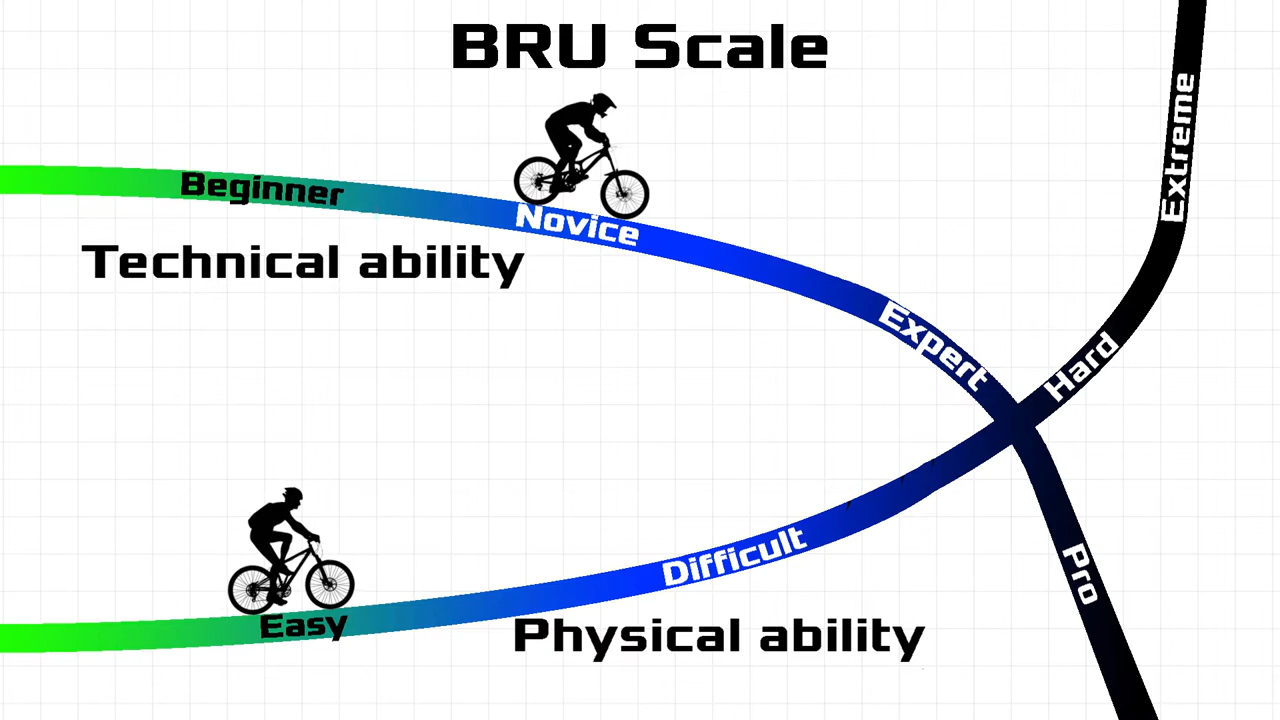 BRU Scale
Extreme
Beginner
Novice
Technical ability
Expert
Hard
Difficult
Pro
Easy
Physical ability